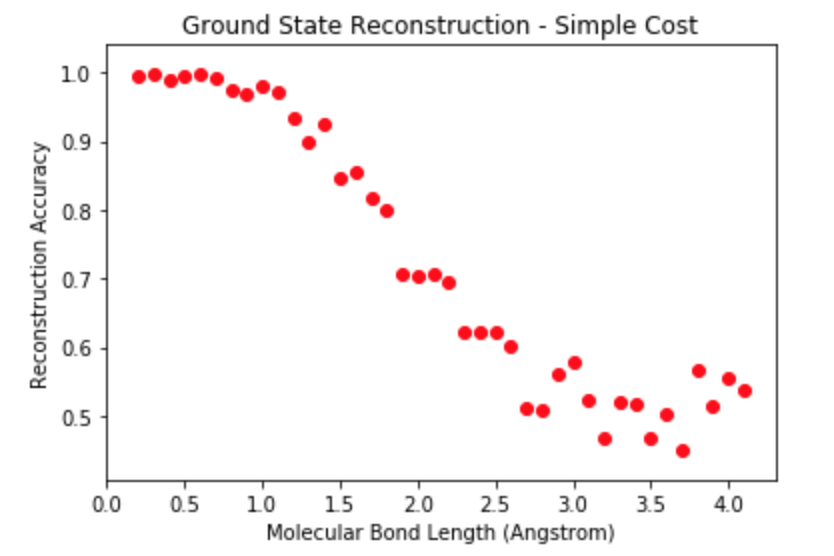 Ground State Reconstruction - Simple Cost
Reconstruction Accuracy
1.0
0.9
0.8
0.7
0.6
0.5
0.0 0.5 1.0 1.5 2.0 2.5 3.0 3.5 4.0
Molecular Bond Length (Angstrom)